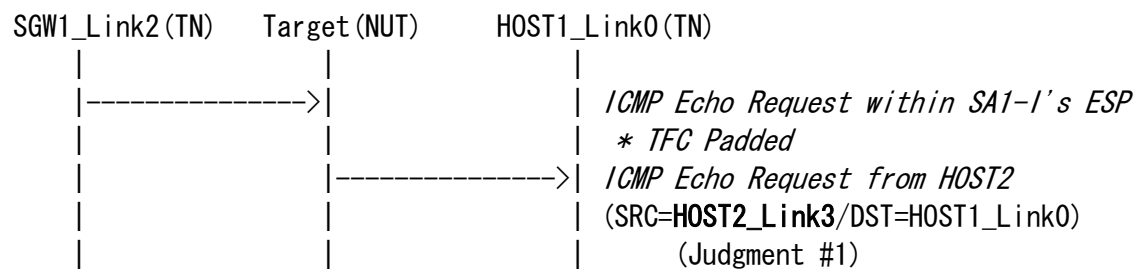 SGW1_Link2(TN) Target(NUT) HOST1_Link0(TN)
| | |
|--------------->| | ICMP Echo Request within SA1-I's ESP
| | | * TFC Padded
| |--------------->| ICMP Echo Request from HOST2
| | | (SRC=HOST2_Link3/DST=HOST1_Link0)
| | | (Judgment #1)